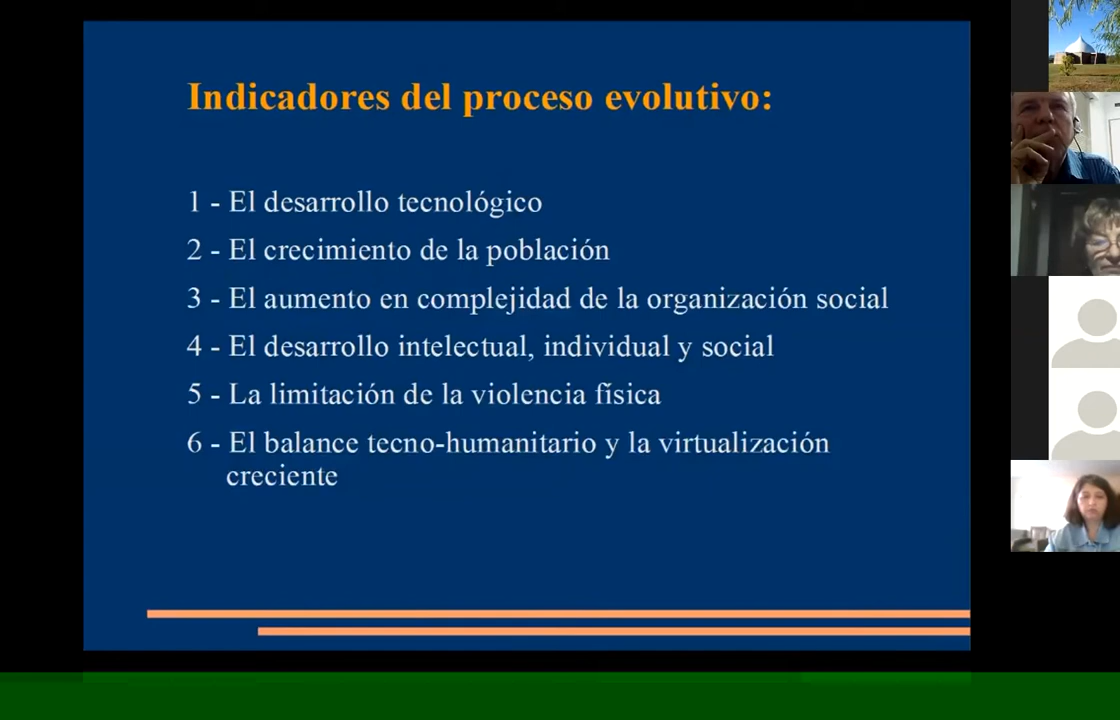 Indicadores del proceso evolutivo:
1 - El desarrollo tecnológico
2 - El crecimiento de la población
3 - El aumento en complejidad de la organización social
4 - El desarrollo intelectual, individual y social
5 - La limitación de la violencia física
6 - El balance tecno-humanitario y la virtualización
creciente